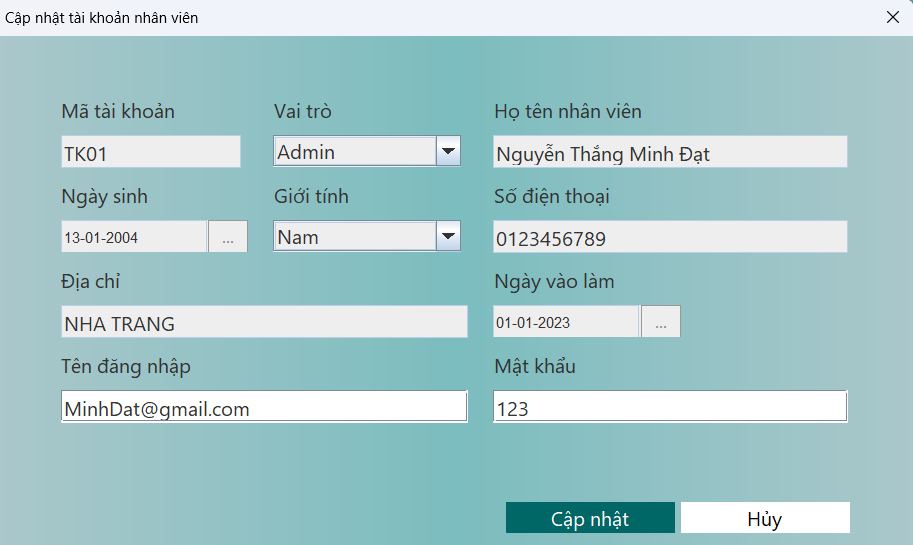 Cập nhật tài khoản nhân viên
Mã tài khoản Vai trò Họ tên nhân viên
TK01 Admin Nguyễn Thắng Minh Đạt
Ngày sinh Giới tính Số điện thoại
13-01-2004 ... Nam 0123456789
Địa chỉ Ngày vào làm
NHA TRANG 01-01-2023 ...
Tên đăng nhập Mật khẩu
MinhDat@gmail.com 123
Cập nhật Hủy